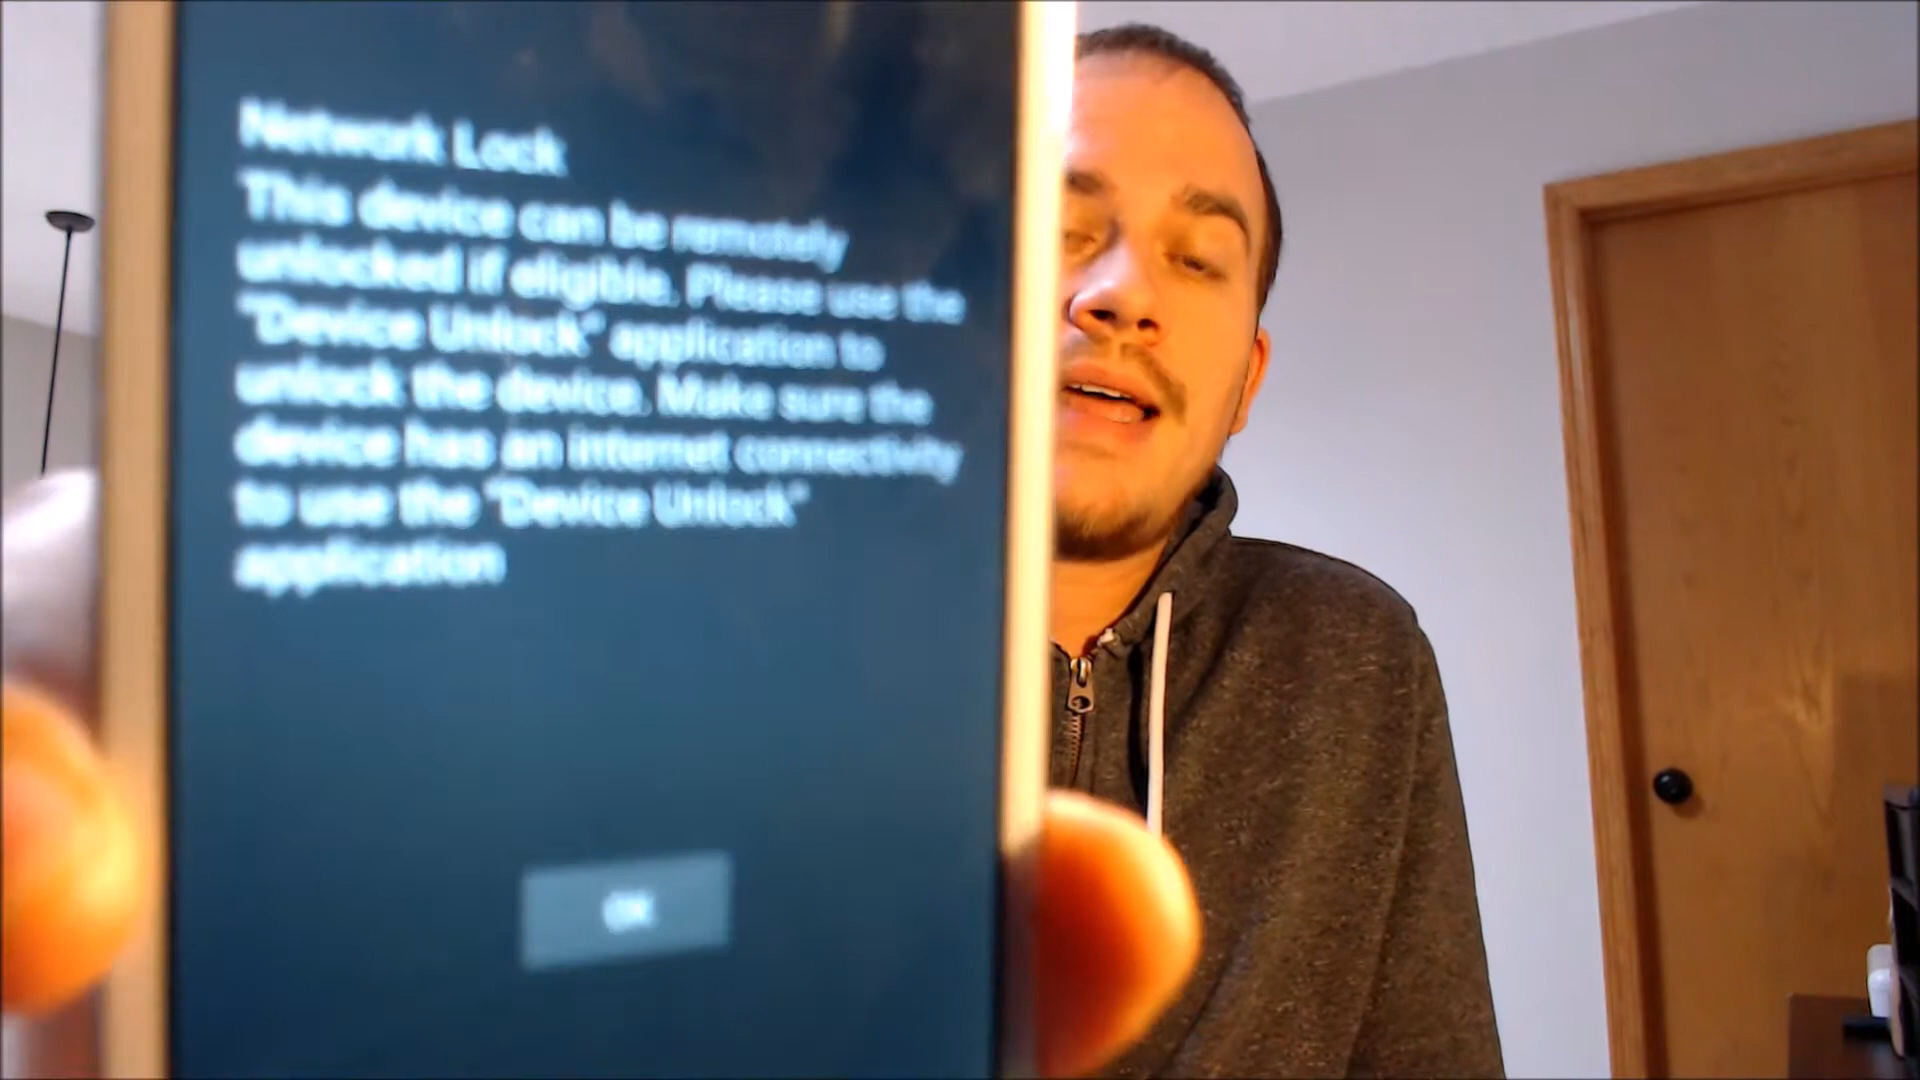 Network Lock
This device can be remotely
unlocked if eligible. Please use the
"Device Unlock" application to
unlock the device. Make sure the
device has an internet connectivity
to use the "Device Unlock"
application
OK